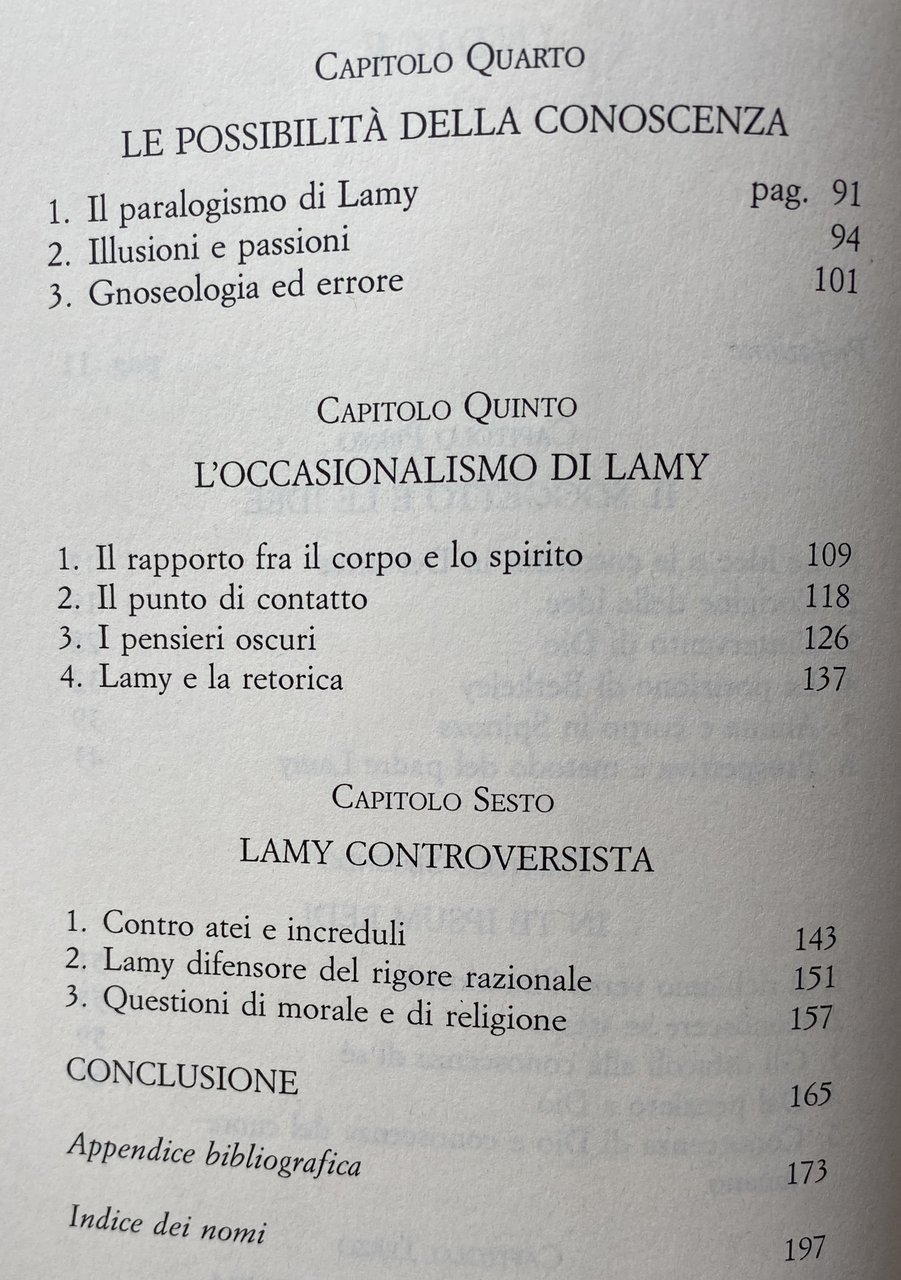 CAPITOLO QUARTO
LE POSSIBILITÀ DELLA CONOSCENZA
1. Il paralogismo di Lamy pag. 91
2. Illusioni e passioni 94
3. Gnoseologia ed errore 101
CAPITOLO QUINTO
L'OCCASIONALISMO DI LAMY
1. Il rapporto fra il corpo e lo spirito 109
2. Il punto di contatto 118
3. I pensieri oscuri 126
4. Lamy e la retorica 137
CAPITOLO SESTO
LAMY CONTROVERSISTA
1. Contro atei e increduli 143
2. Lamy difensore del rigore razionale 151
3. Questioni di morale e di religione 157
CONCLUSIONE 165
Appendice bibliografica 173
Indice dei nomi 197